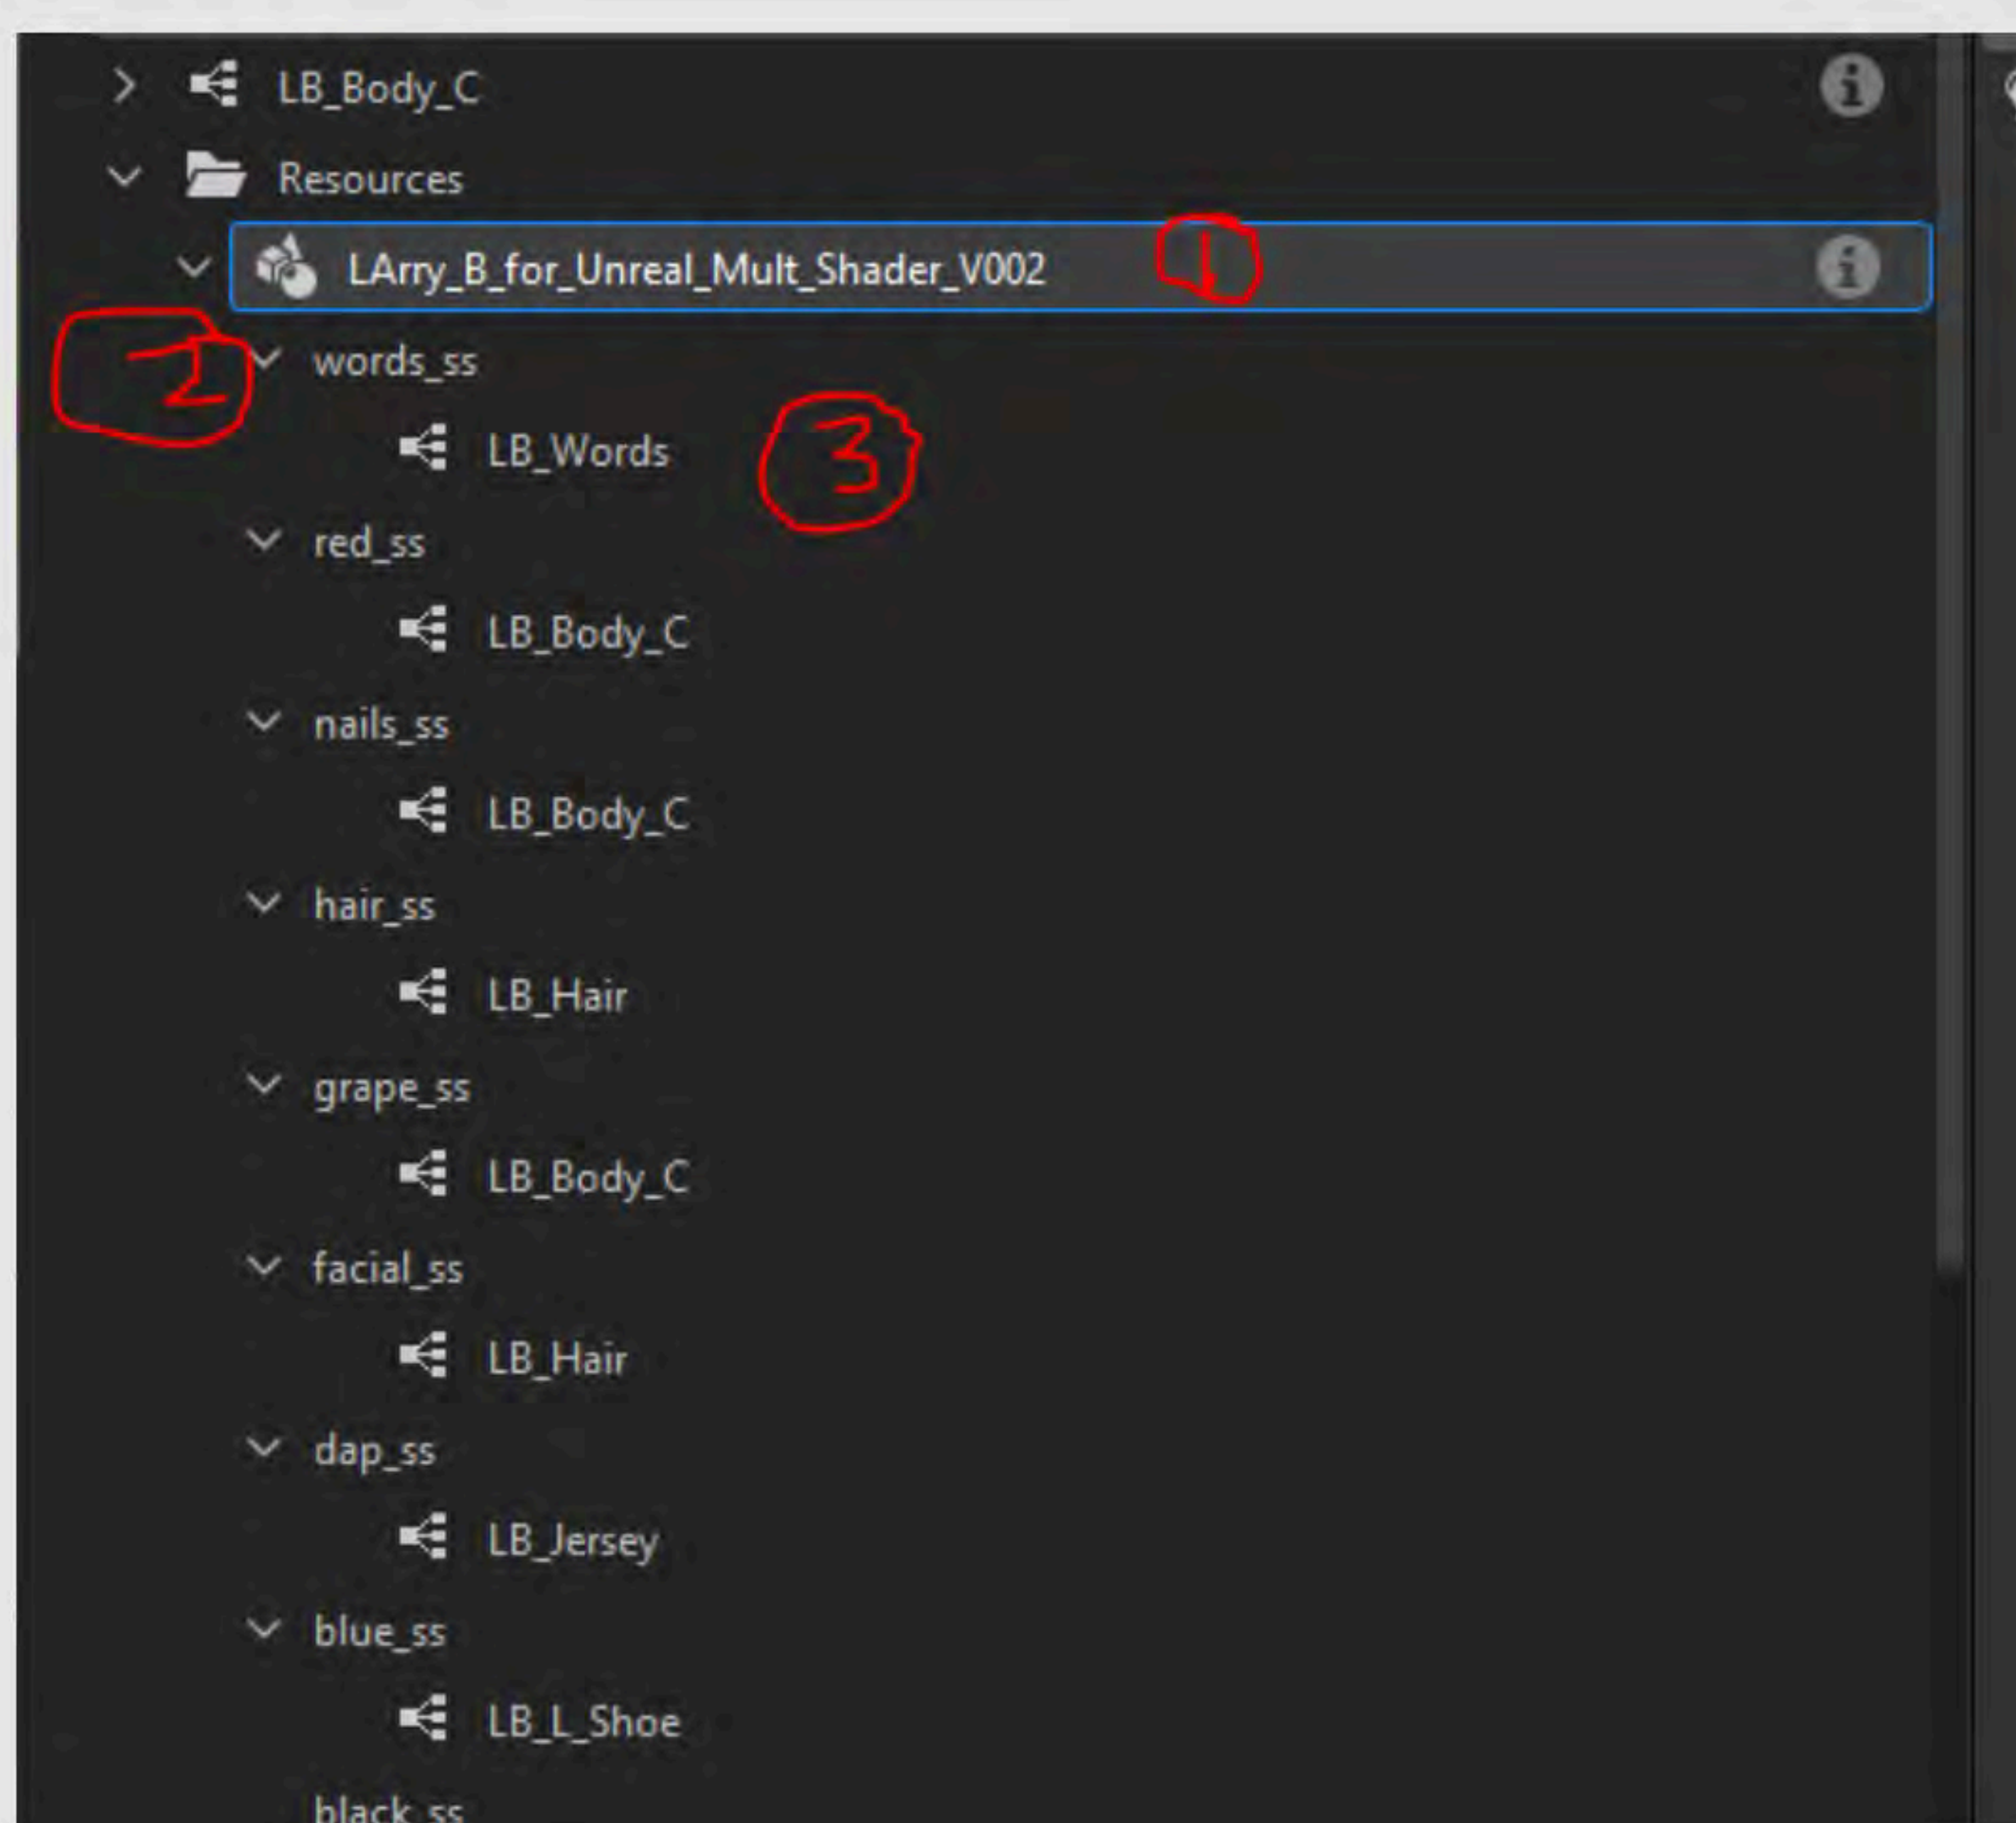 LB_Body_C
Resources
LArry_B_for_Unreal_Mult_Shader_V002 1
2 words_ss
LB_Words 3
red_ss
LB_Body_C
nails_ss
LB_Body_C
hair_ss
LB_Hair
grape_ss
LB_Body_C
facial_ss
LB_Hair
dap_ss
LB_Jersey
blue_ss
LB_L_Shoe
black_ss